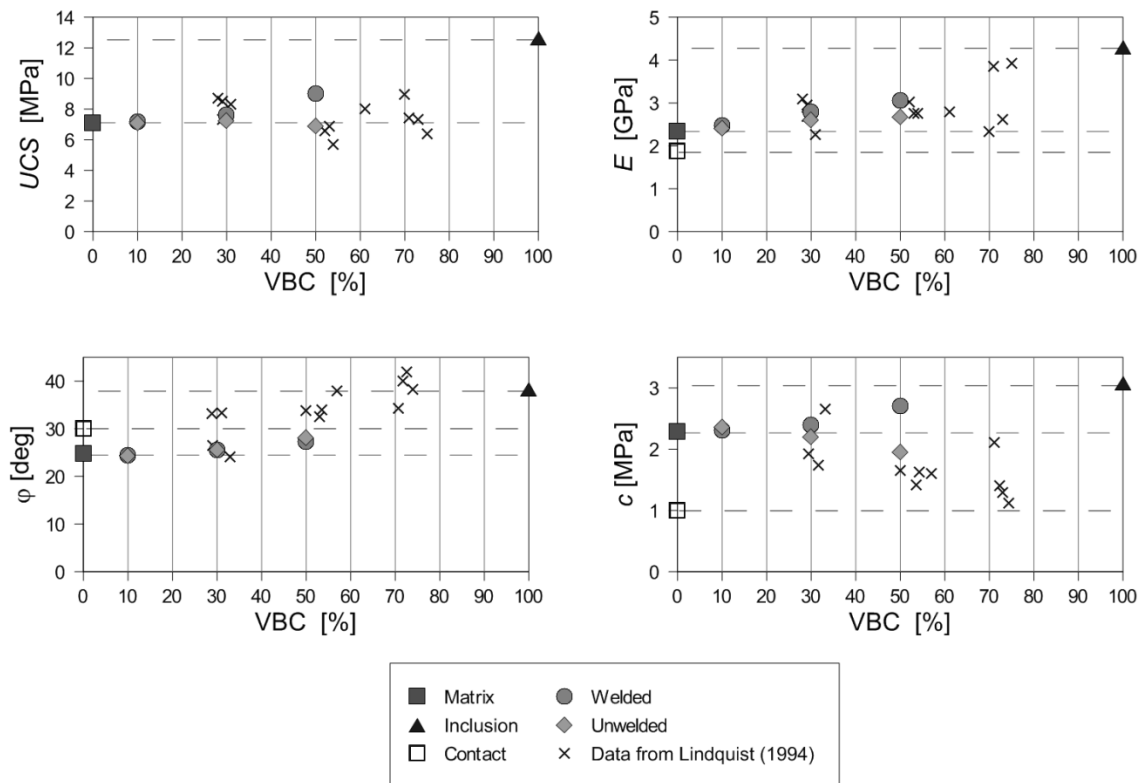 14
12
10
8
6
4
2
0
UCS [MPa]
0 10 20 30 40 50 60 70 80 90 100
VBC [%]
5
4
3
2
1
0
E [GPa]
0 10 20 30 40 50 60 70 80 90 100
VBC [%]
40
30
20
10
0
φ [deg]
0 10 20 30 40 50 60 70 80 90 100
VBC [%]
3
2
1
0
c [MPa]
0 10 20 30 40 50 60 70 80 90 100
VBC [%]
Matrix
Welded
Inclusion
Unwelded
Contact
Data from Lindquist (1994)